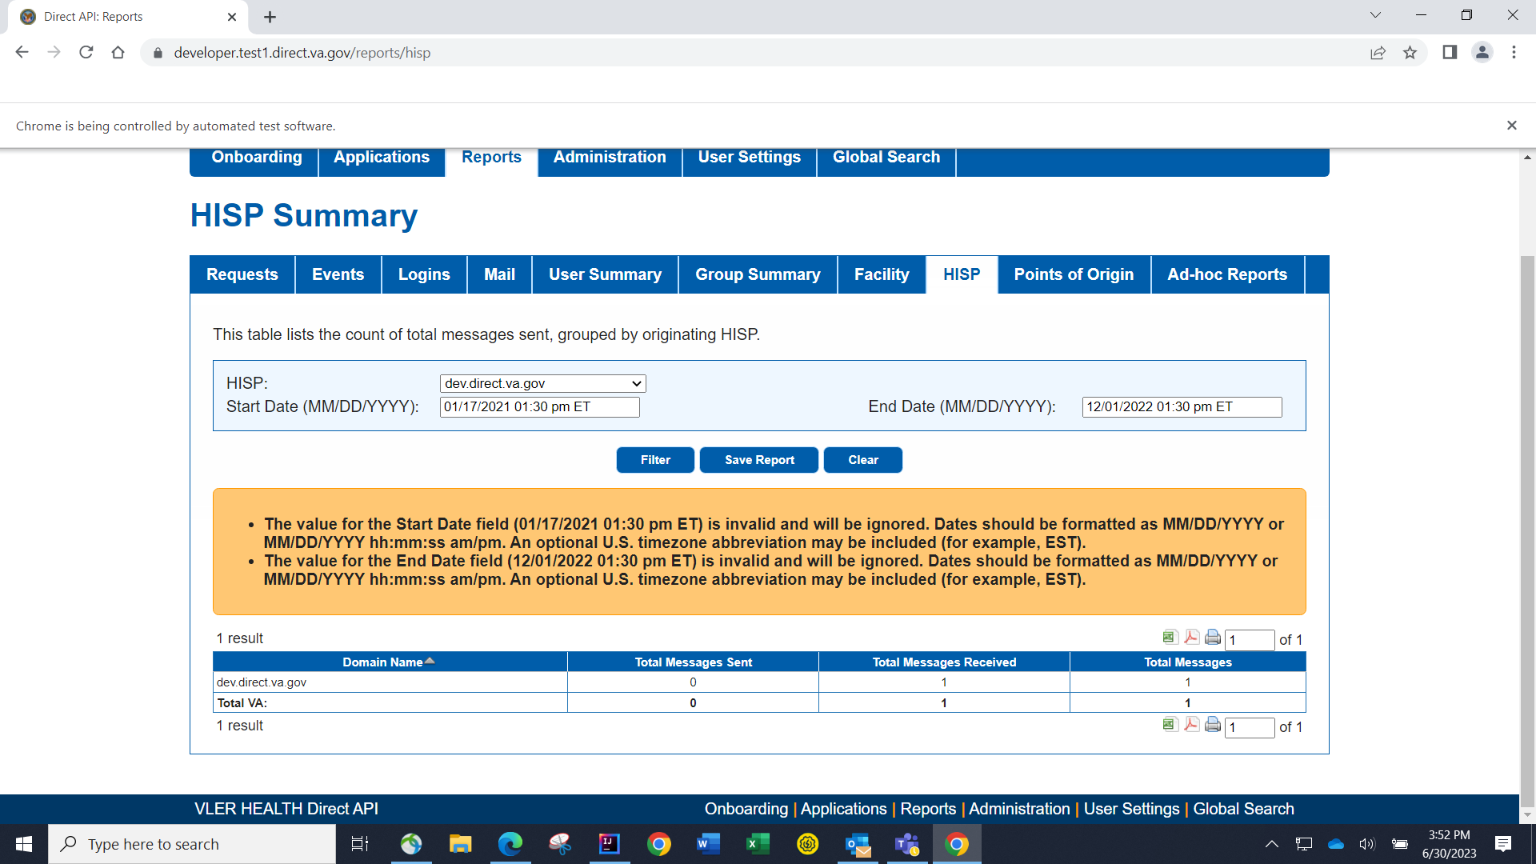 Direct API: Reports
developer.test1.direct.va.gov/reports/hisp
Chrome is being controlled by automated test software.
Onboarding Applications Reports Administration User Settings Global Search
HISP Summary
Requests Events Logins Mail User Summary Group Summary Facility HISP Points of Origin Ad-hoc Reports
This table lists the count of total messages sent, grouped by originating HISP.
HISP: dev.direct.va.gov
Start Date (MM/DD/YYYY): 01/17/2021 01:30 pm ET End Date (MM/DD/YYYY): 12/01/2022 01:30 pm ET
Filter Save Report Clear
• The value for the Start Date field (01/17/2021 01:30 pm ET) is invalid and will be ignored. Dates should be formatted as MM/DD/YYYY or
MM/DD/YYYY hh:mm:ss am/pm. An optional U.S. timezone abbreviation may be included (for example, EST).
• The value for the End Date field (12/01/2022 01:30 pm ET) is invalid and will be ignored. Dates should be formatted as MM/DD/YYYY or
MM/DD/YYYY hh:mm:ss am/pm. An optional U.S. timezone abbreviation may be included (for example, EST).
1 result 1 of 1
Domain Name Total Messages Sent Total Messages Received Total Messages
dev.direct.va.gov 0 1 1
Total VA: 0 1 1
1 result 1 of 1
VLER HEALTH Direct API Onboarding | Applications | Reports | Administration | User Settings | Global Search
Type here to search
3:52 PM
6/30/2023